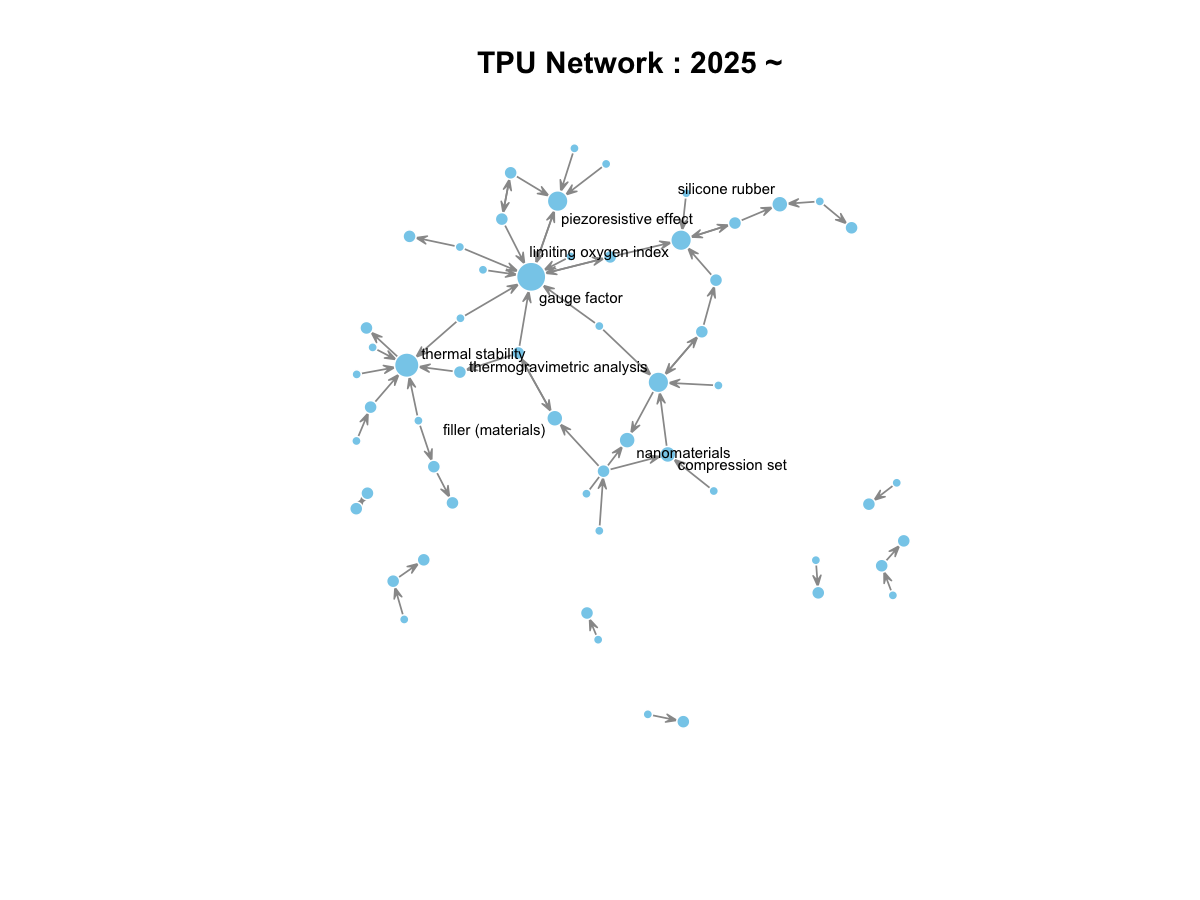 TPU Network : 2025 ~
silicone rubber
piezoresistive effect
limiting oxygen index
gauge factor
thermal stability
thermogravimetric analysis
filler (materials)
nanomaterials
compression set